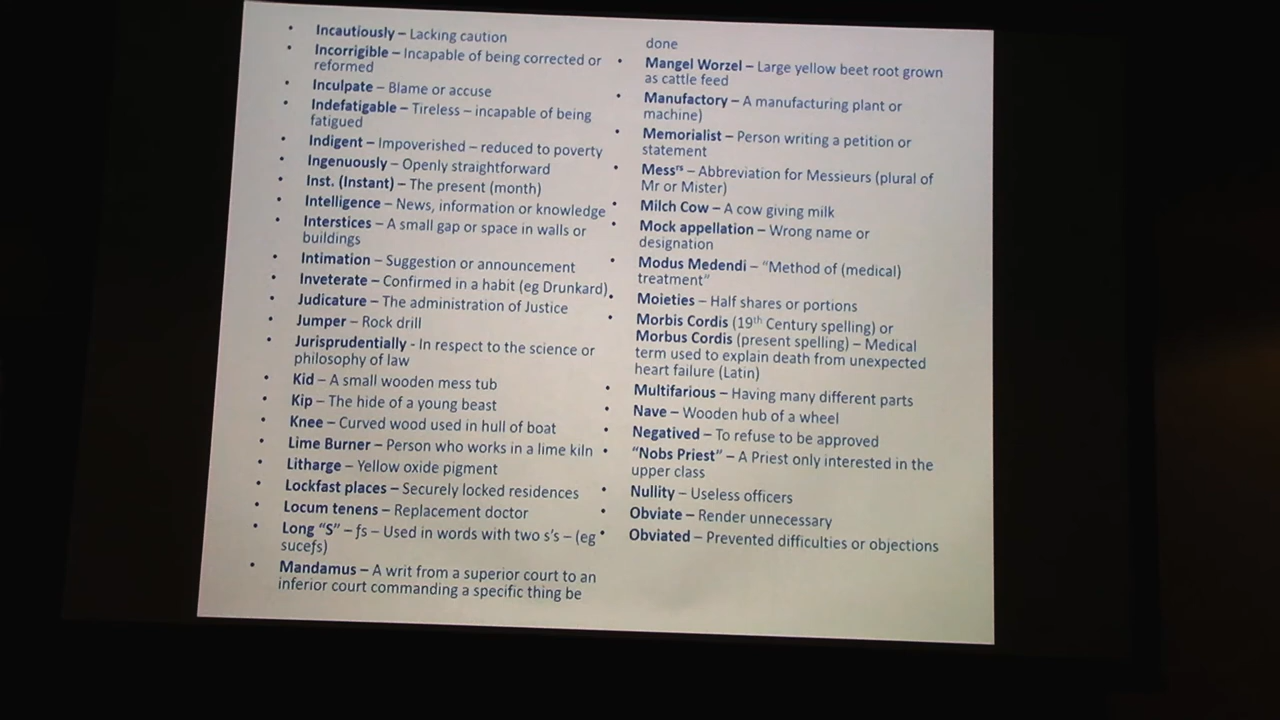 • Incautiously – Lacking caution
• Incorrigible – Incapable of being corrected or
reformed
• Inculpate – Blame or accuse
• Indefatigable – Tireless – incapable of being
fatigued
• Indigent – Impoverished – reduced to poverty
• Ingenuously – Openly straightforward
• Inst. (Instant) – The present (month)
• Intelligence – News, information or knowledge
• Interstices – A small gap or space in walls or
buildings
• Intimation – Suggestion or announcement
• Inveterate – Confirmed in a habit (eg Drunkard)
• Judicature – The administration of Justice
• Jumper – Rock drill
• Jurisprudentially - In respect to the science or
philosophy of law
• Kid – A small wooden mess tub
• Kip – The hide of a young beast
• Knee – Curved wood used in hull of boat
• Lime Burner – Person who works in a lime kiln
• Litharge – Yellow oxide pigment
• Lockfast places – Securely locked residences
• Locum tenens – Replacement doctor
• Long "S" – fs – Used in words with two s's – (eg
sucefs)
• Mandamus – A writ from a superior court to an
inferior court commanding a specific thing be
done
• Mangel Worzel – Large yellow beet root grown
as cattle feed
• Manufactory – A manufacturing plant or
machine)
• Memorialist – Person writing a petition or
statement
• Messrs – Abbreviation for Messieurs (plural of
Mr or Mister)
• Milch Cow – A cow giving milk
• Mock appellation – Wrong name or
designation
• Modus Medendi – "Method of (medical)
treatment"
• Moieties – Half shares or portions
• Morbis Cordis (19th Century spelling) or
Morbus Cordis (present spelling) – Medical
term used to explain death from unexpected
heart failure (Latin)
• Multifarious – Having many different parts
• Nave – Wooden hub of a wheel
• Negatived – To refuse to be approved
• "Nobs Priest" – A Priest only interested in the
upper class
• Nullity – Useless officers
• Obviate – Render unnecessary
• Obviated – Prevented difficulties or objections